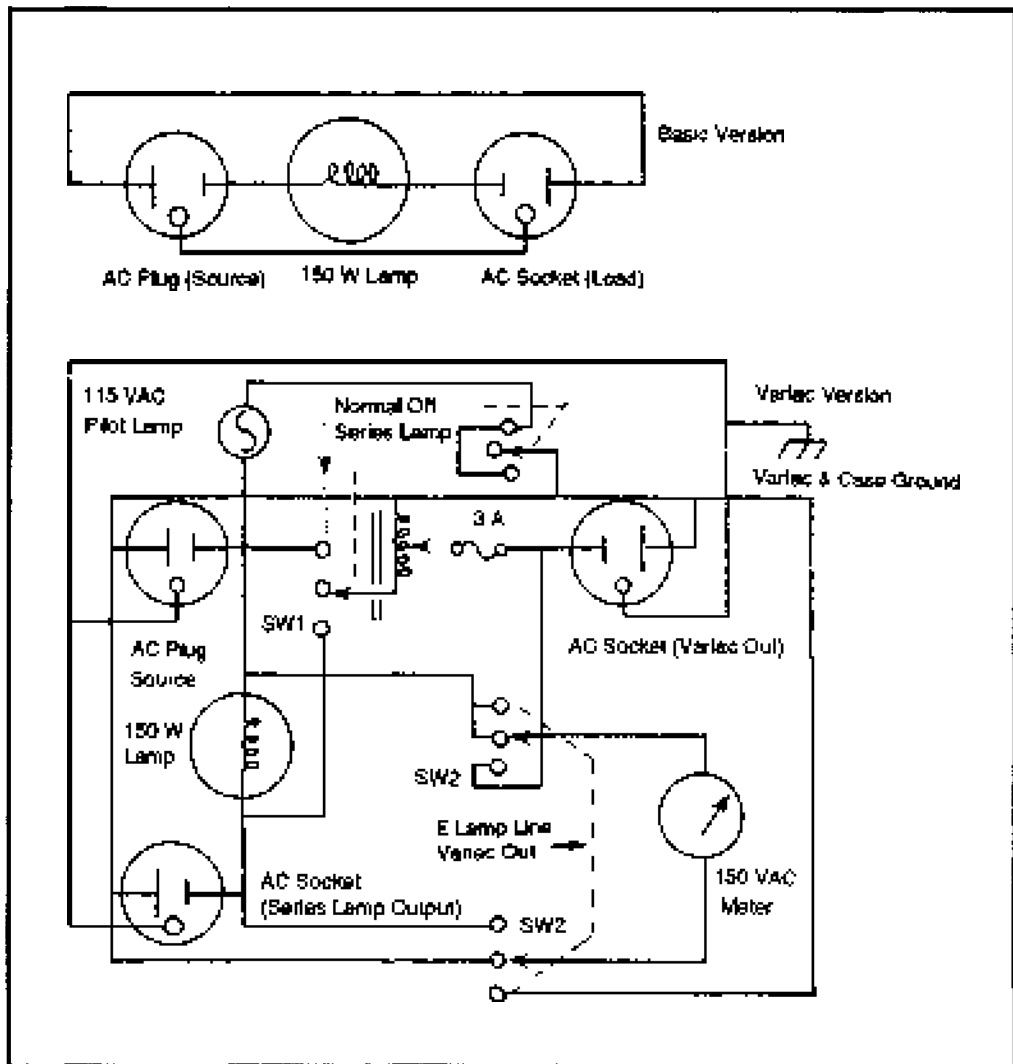 Basic Version
AC Plug (Source)
150 W Lamp
AC Socket (Load)
115 VAC
Pilot Lamp
Normal Off
Series Lamp
Variac Version
Variac & Case Ground
3 A
SW1
AC Plug
Source
AC Socket (Variac Out)
150 W
Lamp
SW2
E Lamp Line
Variac Out
150 VAC
Meter
AC Socket
(Series Lamp Output)
SW2